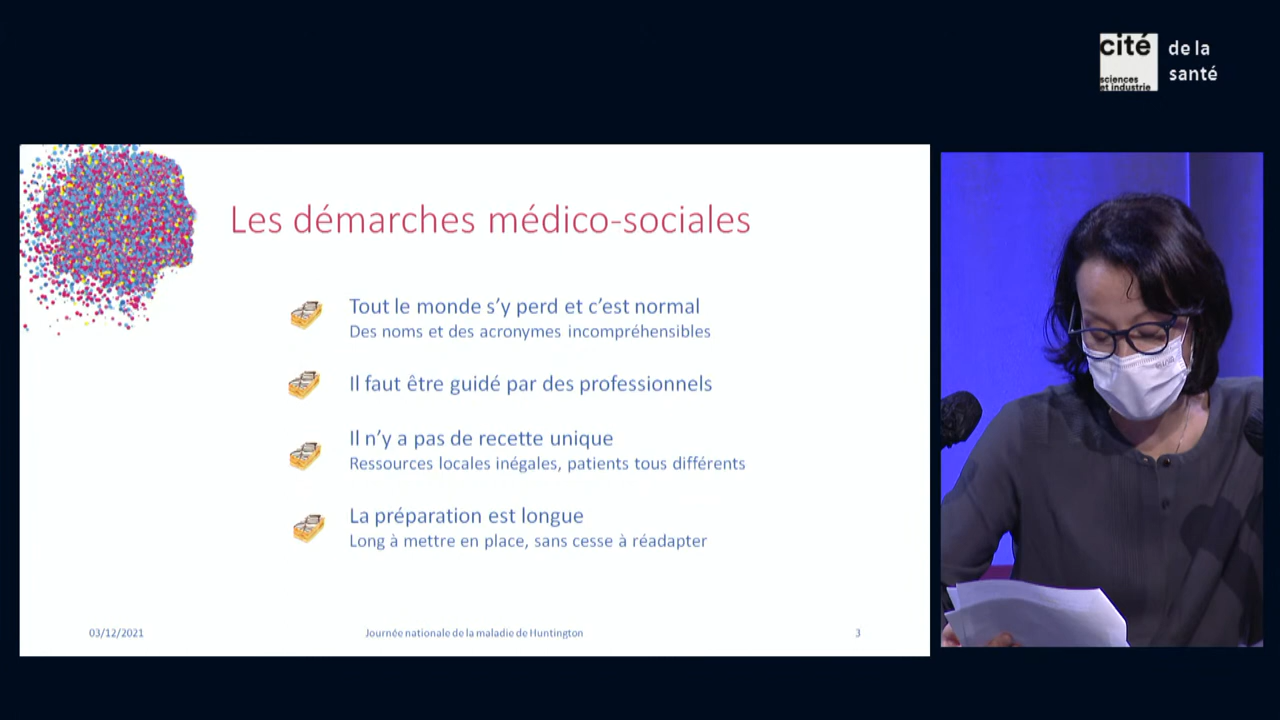 cité
sciences
et industrie
de la
santé
Les démarches médico-sociales
Tout le monde s’y perd et c’est normal
Des noms et des acronymes incompréhensibles
Il faut être guidé par des professionnels
Il n’y a pas de recette unique
Ressources locales inégales, patients tous différents
La préparation est longue
Long à mettre en place, sans cesse à réadapter
03/12/2021
Journée nationale de la maladie de Huntington
3